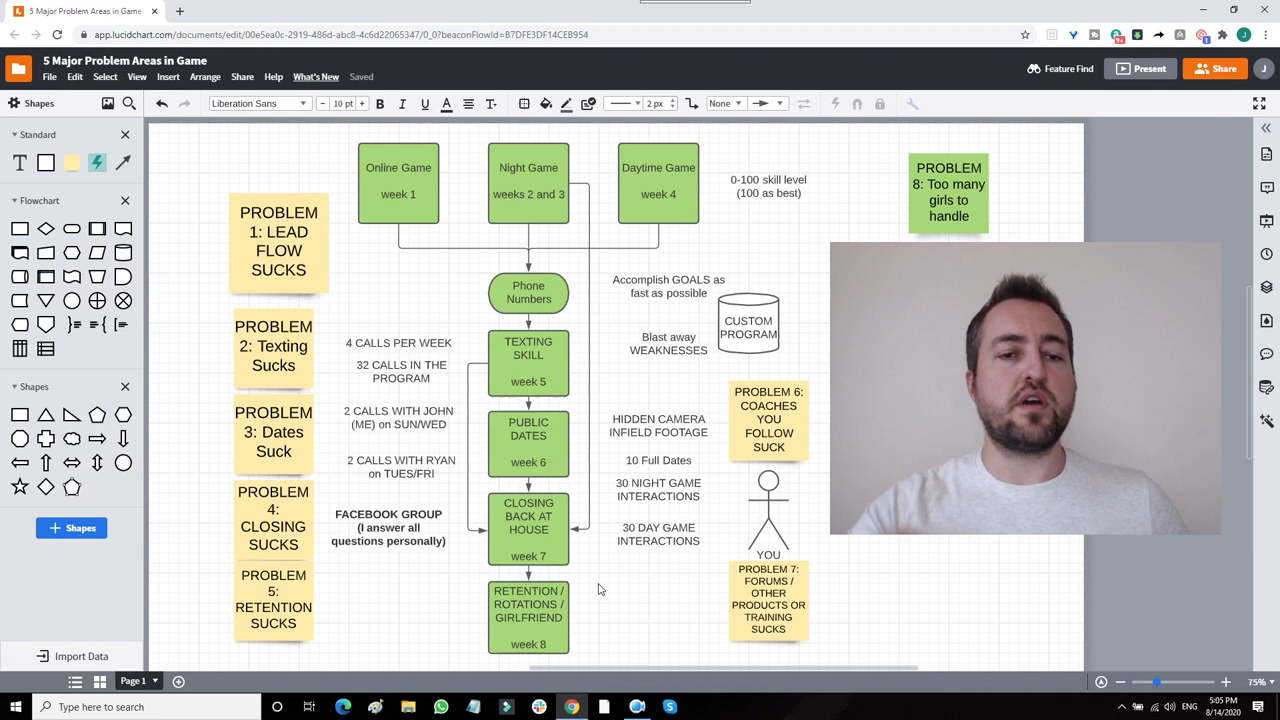 5 Major Problem Areas in Game:
app.lucidchart.com/documents/edit/00e5ea0c-2919-486d-abc8-4c6d22065347/0_0?beaconFlowId=B7DFE3DF14CEB954
5 Major Problem Areas in Game
File Edit Select View Insert Arrange Share Help What's New Saved
Feature Find
Present
Share
J
Shapes
Liberation Sans
10 pt
2 px
None
Standard
Flowchart
Shapes
+ Shapes
Import Data
Online Game
week 1
Night Game
weeks 2 and 3
Daytime Game
week 4
0-100 skill level
(100 as best)
PROBLEM
8: Too many
girls to
handle
PROBLEM
1: LEAD
FLOW
SUCKS
Phone
Numbers
Accomplish GOALS as
fast as possible
CUSTOM
PROGRAM
Blast away
WEAKNESSES
PROBLEM
2: Texting
Sucks
4 CALLS PER WEEK
32 CALLS IN THE
PROGRAM
TEXTING
SKILL
week 5
PROBLEM
3: Dates
Suck
2 CALLS WITH JOHN
(ME) on SUN/WED
2 CALLS WITH RYAN
on TUES/FRI
PUBLIC
DATES
week 6
HIDDEN CAMERA
INFIELD FOOTAGE
10 Full Dates
PROBLEM 6:
COACHES
YOU
FOLLOW
SUCK
PROBLEM
4:
CLOSING
SUCKS
FACEBOOK GROUP
(I answer all
questions personally)
CLOSING
BACK AT
HOUSE
week 7
30 NIGHT GAME
INTERACTIONS
30 DAY GAME
INTERACTIONS
YOU
PROBLEM
5:
RETENTION
SUCKS
RETENTION /
ROTATIONS /
GIRLFRIEND
week 8
PROBLEM 7:
FORUMS /
OTHER
PRODUCTS OR
TRAINING
SUCKS
Page 1
75%
Type here to search
5:05 PM
8/14/2020